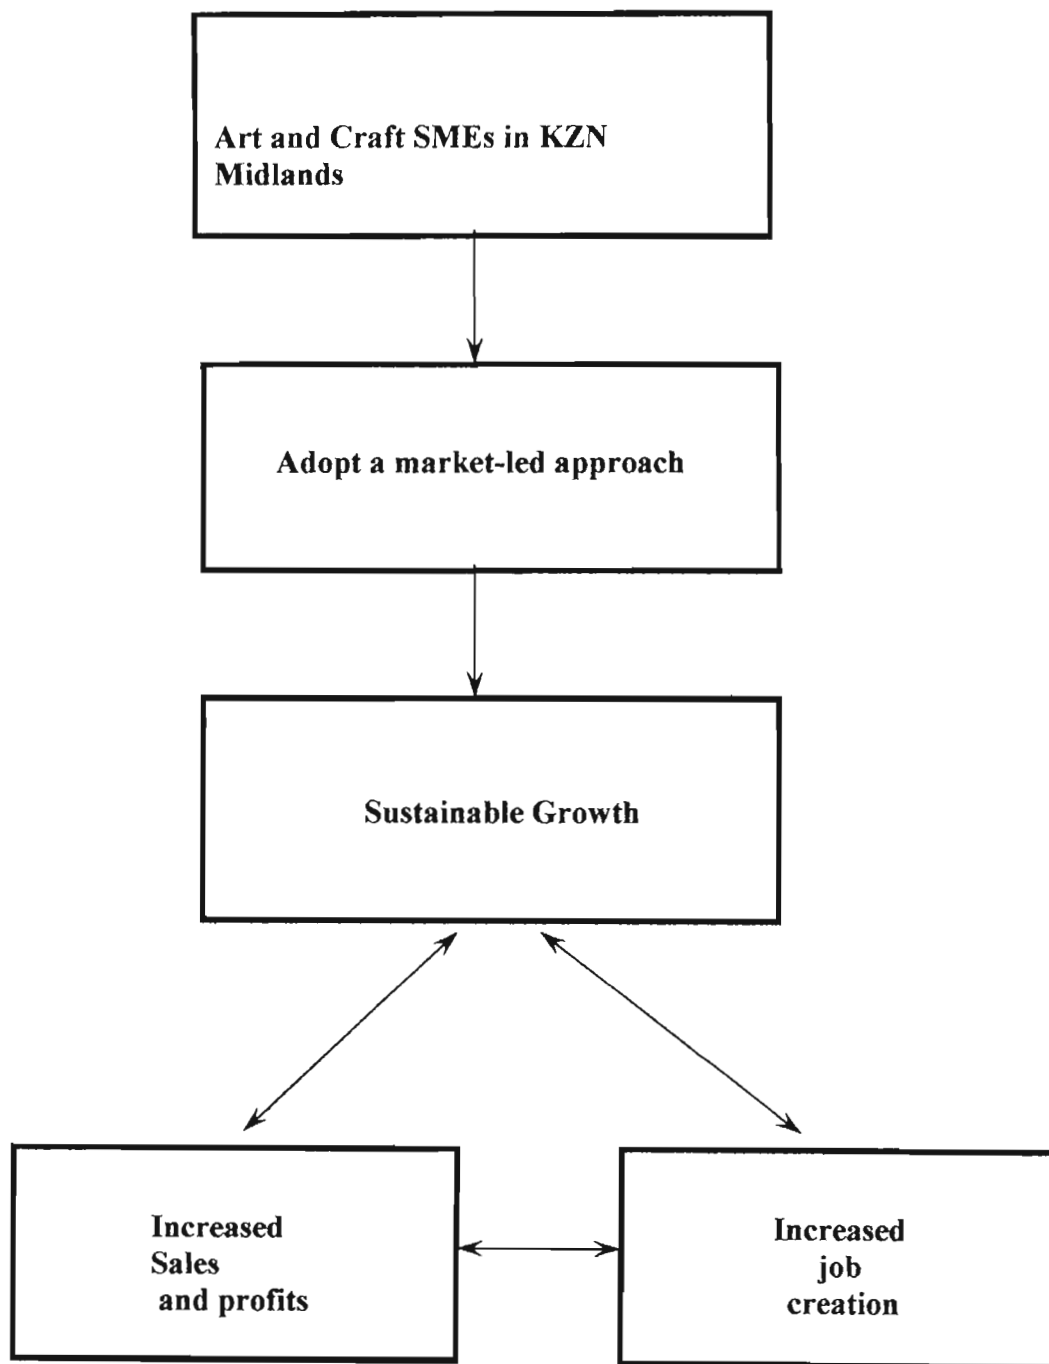 Art and Craft SMEs in KZN
Midlands
Adopt a market-led approach
Sustainable Growth
Increased
Sales
and profits
Increased
job
creation